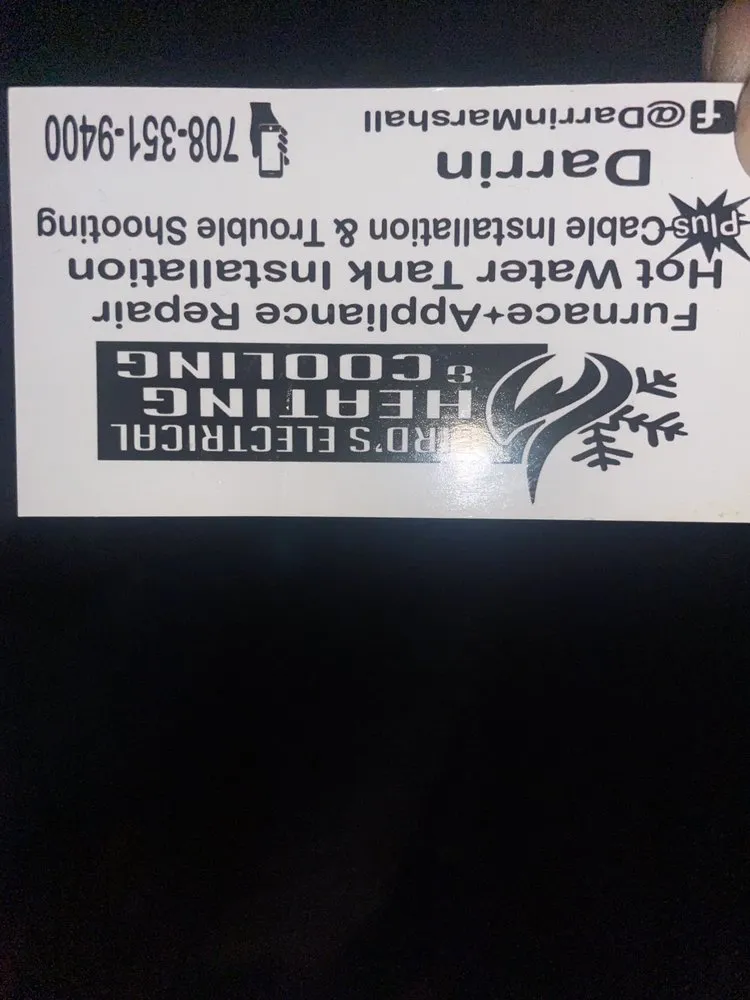 ELECTRICAL
HEATING
& COOLING
Furnace+Appliance Repair
Hot Water Tank Installation
Plus-Cable Installation & Trouble Shooting
Darrin
@DarrinMarshall
708-351-9400